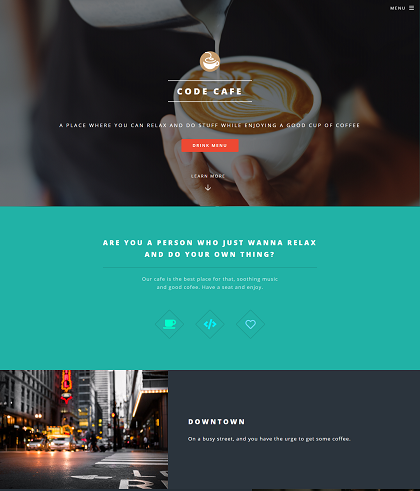 MENU
CODE CAFE
A PLACE WHERE YOU CAN RELAX AND DO STUFF WHILE ENJOYING A GOOD CUP OF COFFEE
DRINK MENU
LEARN MORE
ARE YOU A PERSON WHO JUST WANNA RELAX
AND DO YOUR OWN THING?
Our cafe is the best place for that, soothing music
and good cofee. Have a seat and enjoy.
</>
DOWNTOWN
On a busy street, and you have the urge to get some coffee.